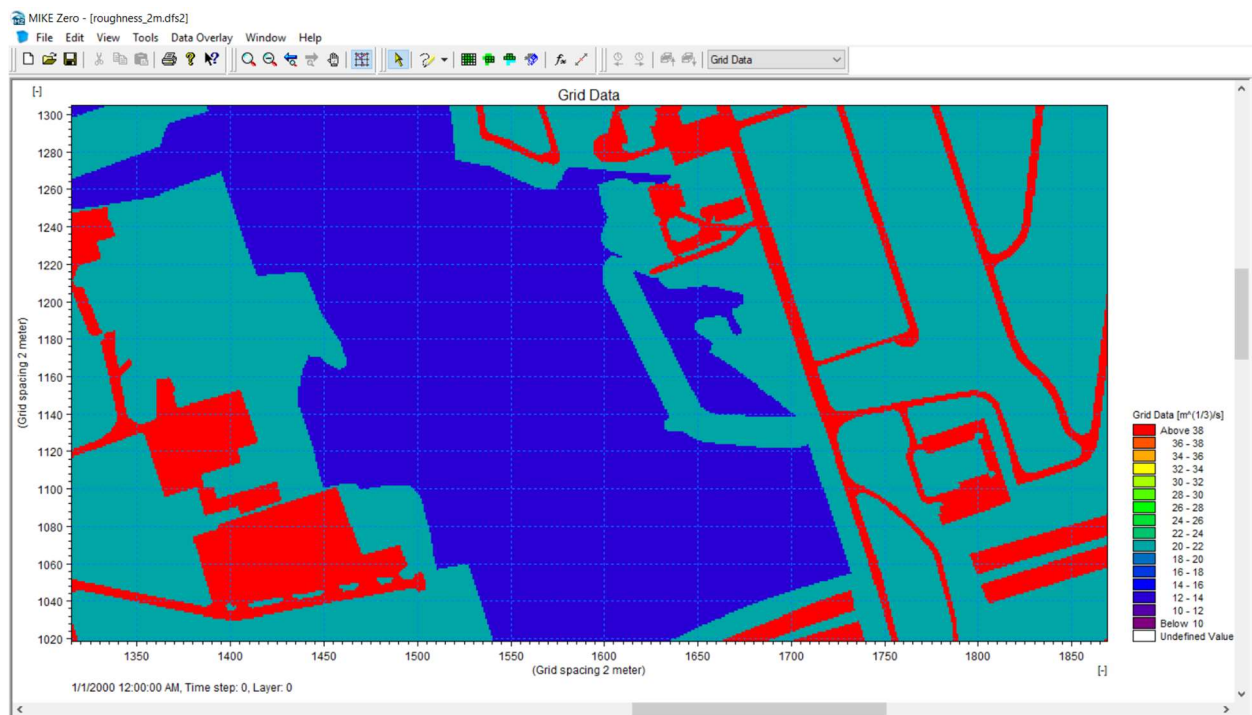 MIKE Zero - [roughness_2m.dfs2]
File Edit View Tools Data Overlay Window Help
Grid Data
[-]
Grid Data
1300
1280
1260
1240
1220
1200
1180
1160
1140
1120
1100
1080
1060
1040
1020
(Grid spacing 2 meter)
1350 1400 1450 1500 1550 1600 1650 1700 1750 1800 1850
(Grid spacing 2 meter)
[-]
Grid Data [m^(1/3)/s]
Above 38
36 - 38
34 - 36
32 - 34
30 - 32
28 - 30
26 - 28
24 - 26
22 - 24
20 - 22
18 - 20
16 - 18
14 - 16
12 - 14
10 - 12
Below 10
Undefined Value
1/1/2000 12:00:00 AM, Time step: 0, Layer: 0